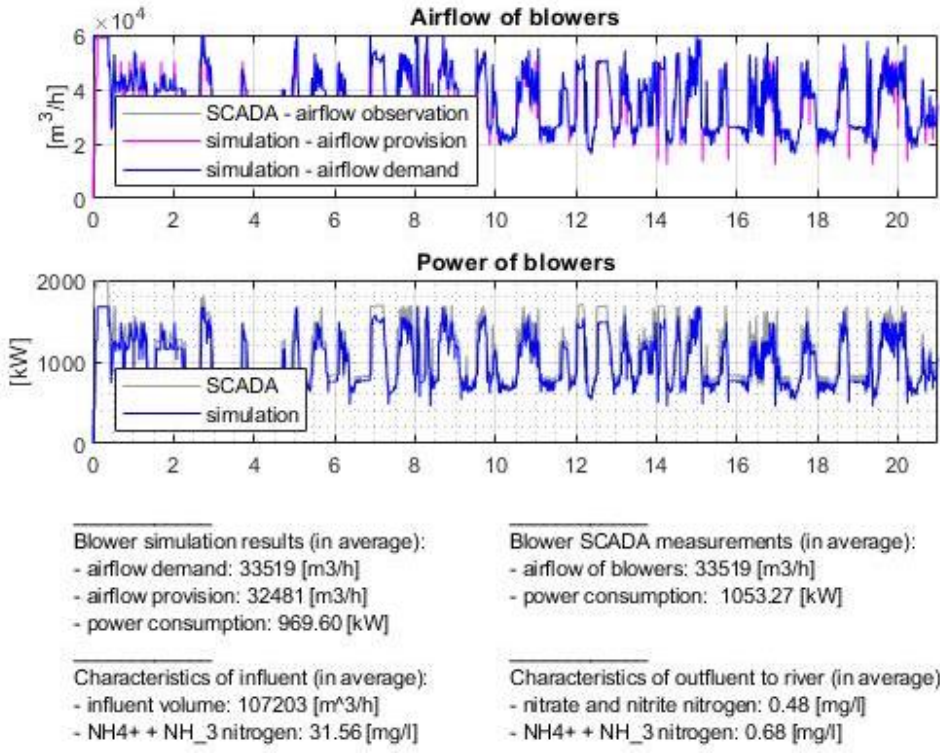 Airflow of blowers
×10^4
6
4
2
0
[m^3/h]
SCADA - airflow observation
simulation - airflow provision
simulation - airflow demand
0 2 4 6 8 10 12 14 16 18 20
Power of blowers
2000
1000
0
[kW]
SCADA
simulation
0 2 4 6 8 10 12 14 16 18 20
Blower simulation results (in average):
- airflow demand: 33519 [m3/h]
- airflow provision: 32481 [m3/h]
- power consumption: 969.60 [kW]
Blower SCADA measurements (in average):
- airflow of blowers: 33519 [m3/h]
- power consumption:  1053.27 [kW]
Characteristics of influent (in average):
- influent volume: 107203 [m^3/h]
- NH4+ + NH_3 nitrogen: 31.56 [mg/l]
Characteristics of outfluent to river (in average)
- nitrate and nitrite nitrogen: 0.48 [mg/l]
- NH4+ + NH_3 nitrogen: 0.68 [mg/l]